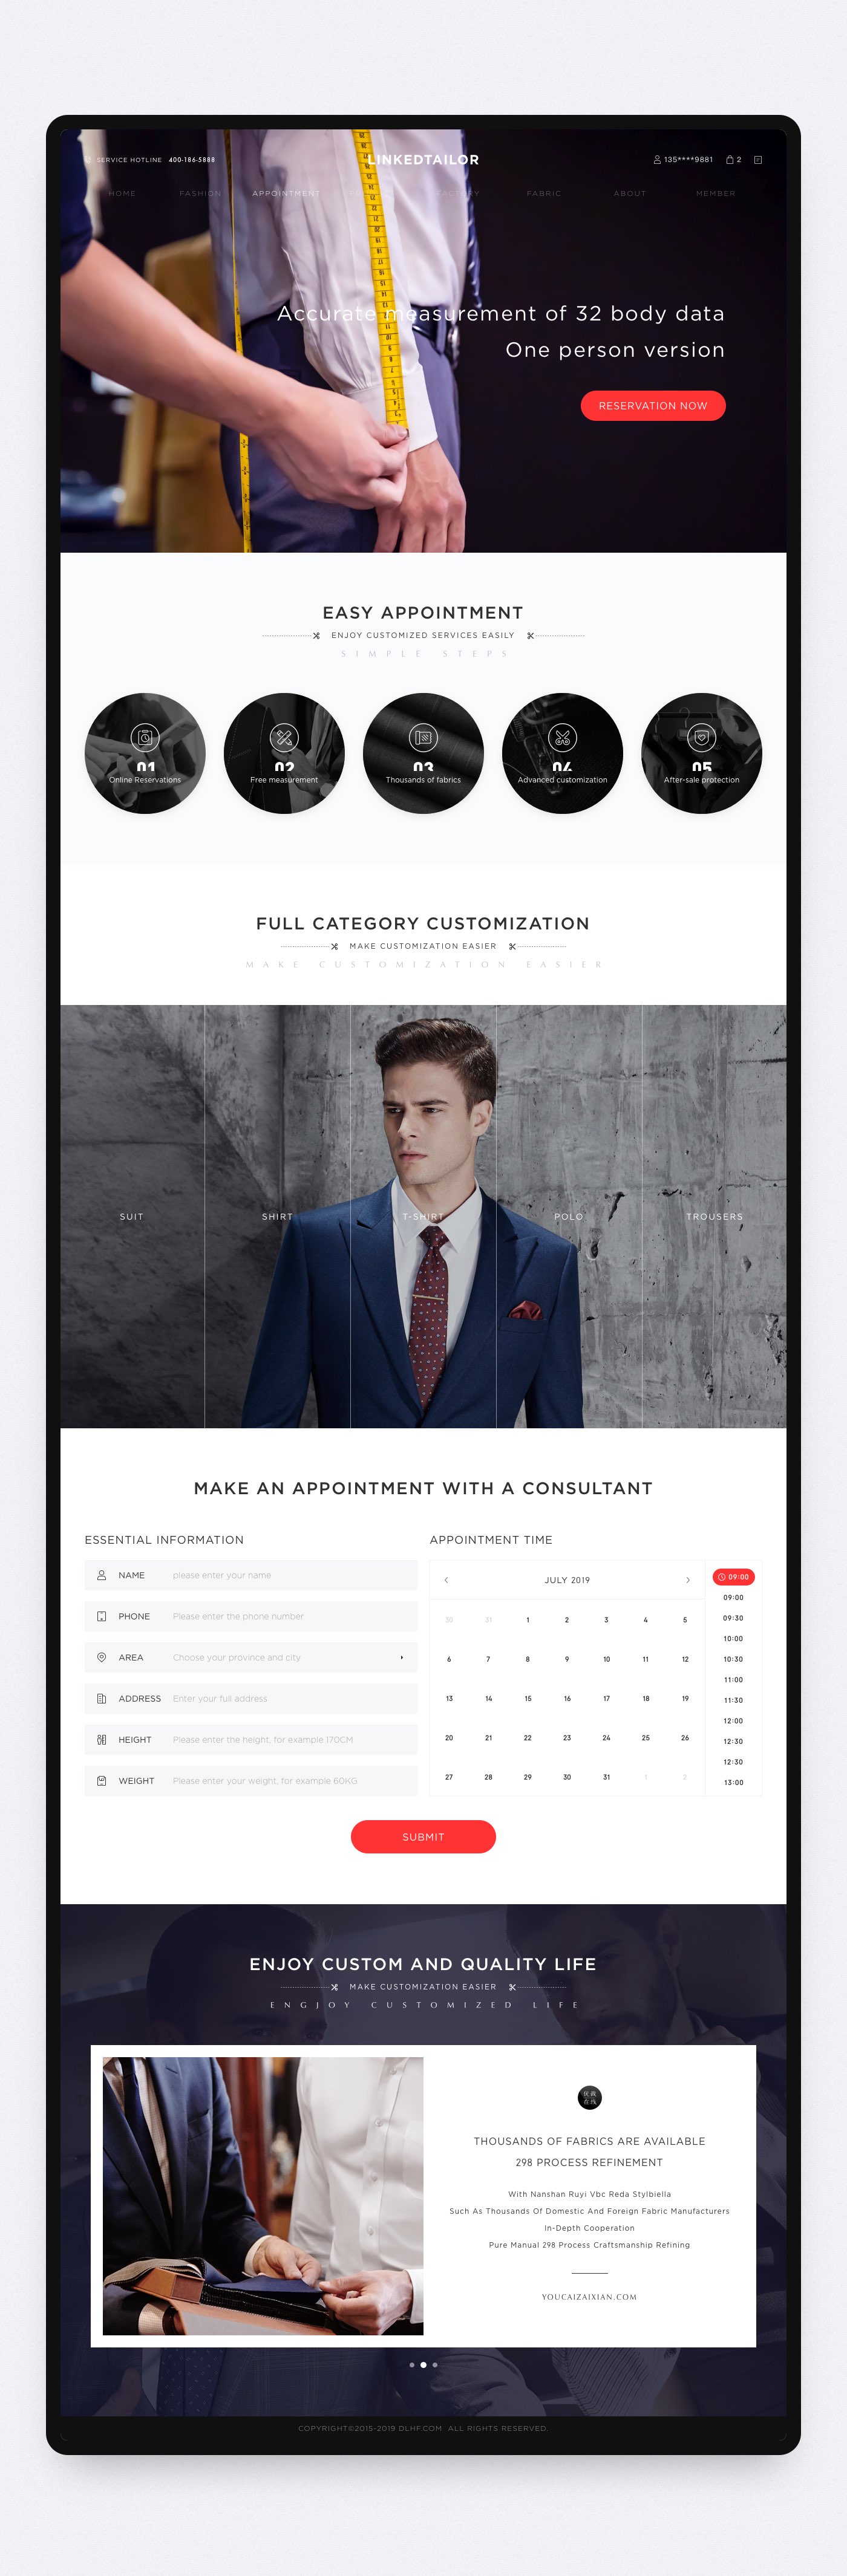 SERVICE HOTLINE 400-186-5888
LINKEDTAILOR
135****9881 2
HOME FASHION APPOINTMENT FABRIC ABOUT MEMBER
Accurate measurement of 32 body data
One person version
RESERVATION NOW
EASY APPOINTMENT
ENJOY CUSTOMIZED SERVICES EASILY
SIMPLE STEPS
01 02 03 04 05
Online Reservations Free measurement Thousands of fabrics Advanced customization After-sale protection
FULL CATEGORY CUSTOMIZATION
MAKE CUSTOMIZATION EASIER
MAKE CUSTOMIZATION EASIER
SUIT SHIRT T-SHIRT POLO TROUSERS
MAKE AN APPOINTMENT WITH A CONSULTANT
ESSENTIAL INFORMATION
NAME please enter your name
PHONE Please enter the phone number
AREA Choose your province and city
ADDRESS Enter your full address
HEIGHT Please enter the height, for example 170CM
WEIGHT Please enter your weight, for example 60KG
APPOINTMENT TIME
JULY 2019
30 31 1 2 3 4 5
6 7 8 9 10 11 12
13 14 15 16 17 18 19
20 21 22 23 24 25 26
27 28 29 30 31 1 2
09:00
09:00
09:30
10:00
10:30
11:00
11:30
12:00
12:30
12:30
13:00
SUBMIT
ENJOY CUSTOM AND QUALITY LIFE
MAKE CUSTOMIZATION EASIER
ENGJOY CUSTOMIZED LIFE
THOUSANDS OF FABRICS ARE AVAILABLE
298 PROCESS REFINEMENT
With Nanshan Ruyi Vbc Reda Stylbiella
Such As Thousands Of Domestic And Foreign Fabric Manufacturers
In-Depth Cooperation
Pure Manual 298 Process Craftsmanship Refining
YOUCAIZAIXIAN.COM
COPYRIGHT©2015-2019 DLHF.COM ALL RIGHTS RESERVED.